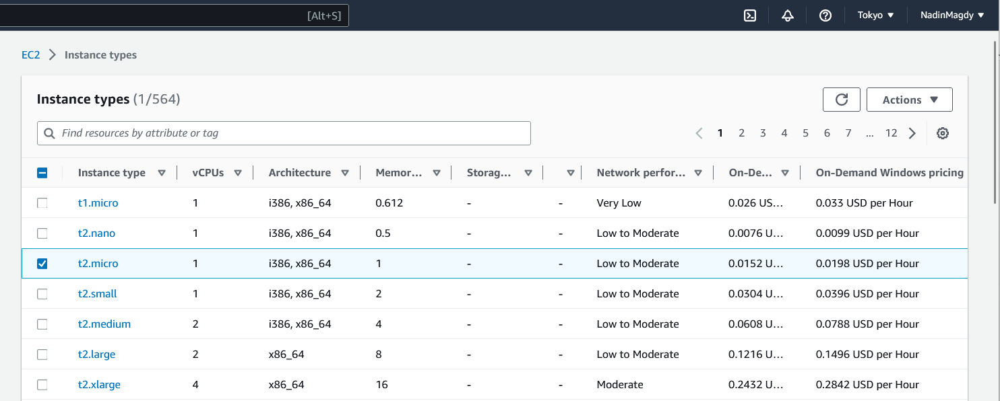 [Alt+S] Tokyo ▼ NadinMagdy ▼
EC2 > Instance types
Instance types (1/564)
Actions ▼
Find resources by attribute or tag
1 2 3 4 5 6 7 ... 12
Instance type vCPUs Architecture Memor... Storag... Network perfor... On-De... On-Demand Windows pricing
t1.micro 1 i386, x86_64 0.612 - - Very Low 0.026 US... 0.033 USD per Hour
t2.nano 1 i386, x86_64 0.5 - - Low to Moderate 0.0076 U... 0.0099 USD per Hour
t2.micro 1 i386, x86_64 1 - - Low to Moderate 0.0152 U... 0.0198 USD per Hour
t2.small 1 i386, x86_64 2 - - Low to Moderate 0.0304 U... 0.0396 USD per Hour
t2.medium 2 i386, x86_64 4 - - Low to Moderate 0.0608 U... 0.0788 USD per Hour
t2.large 2 x86_64 8 - - Low to Moderate 0.1216 U... 0.1496 USD per Hour
t2.xlarge 4 x86_64 16 - - Moderate 0.2432 U... 0.2842 USD per Hour